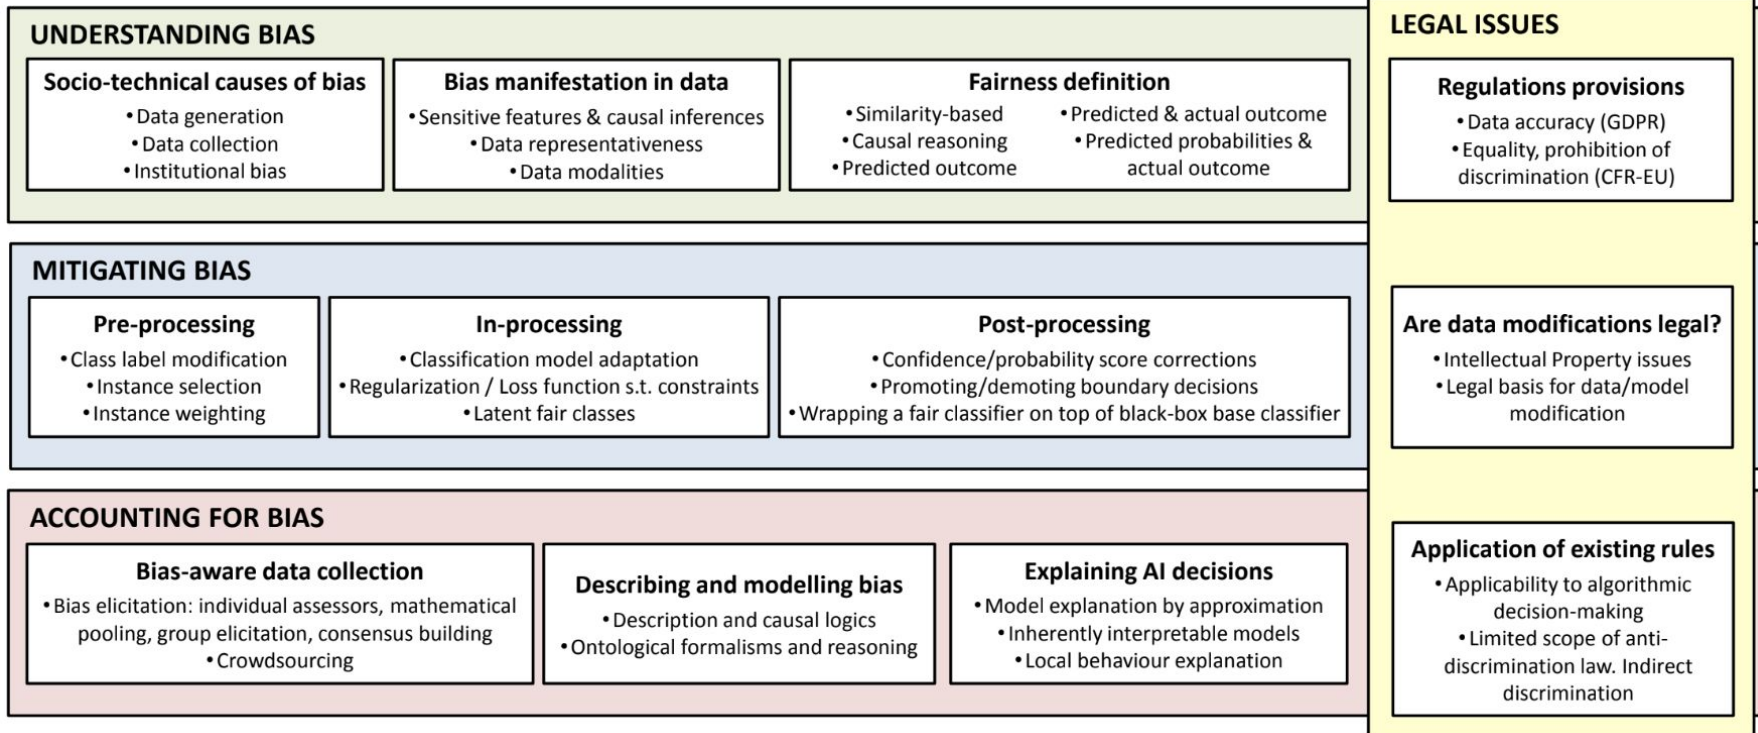 UNDERSTANDING BIAS
Socio-technical causes of bias
•Data generation
•Data collection
•Institutional bias
Bias manifestation in data
•Sensitive features & causal inferences
•Data representativeness
•Data modalities
Fairness definition
•Similarity-based
•Causal reasoning
•Predicted outcome
•Predicted & actual outcome
•Predicted probabilities &
actual outcome
MITIGATING BIAS
Pre-processing
•Class label modification
•Instance selection
•Instance weighting
In-processing
•Classification model adaptation
•Regularization / Loss function s.t. constraints
•Latent fair classes
Post-processing
•Confidence/probability score corrections
•Promoting/demoting boundary decisions
•Wrapping a fair classifier on top of black-box base classifier
ACCOUNTING FOR BIAS
Bias-aware data collection
•Bias elicitation: individual assessors, mathematical
pooling, group elicitation, consensus building
•Crowdsourcing
Describing and modelling bias
•Description and causal logics
•Ontological formalisms and reasoning
Explaining AI decisions
•Model explanation by approximation
•Inherently interpretable models
•Local behaviour explanation
LEGAL ISSUES
Regulations provisions
•Data accuracy (GDPR)
•Equality, prohibition of
discrimination (CFR-EU)
Are data modifications legal?
•Intellectual Property issues
•Legal basis for data/model
modification
Application of existing rules
•Applicability to algorithmic
decision-making
•Limited scope of anti-
discrimination law. Indirect
discrimination